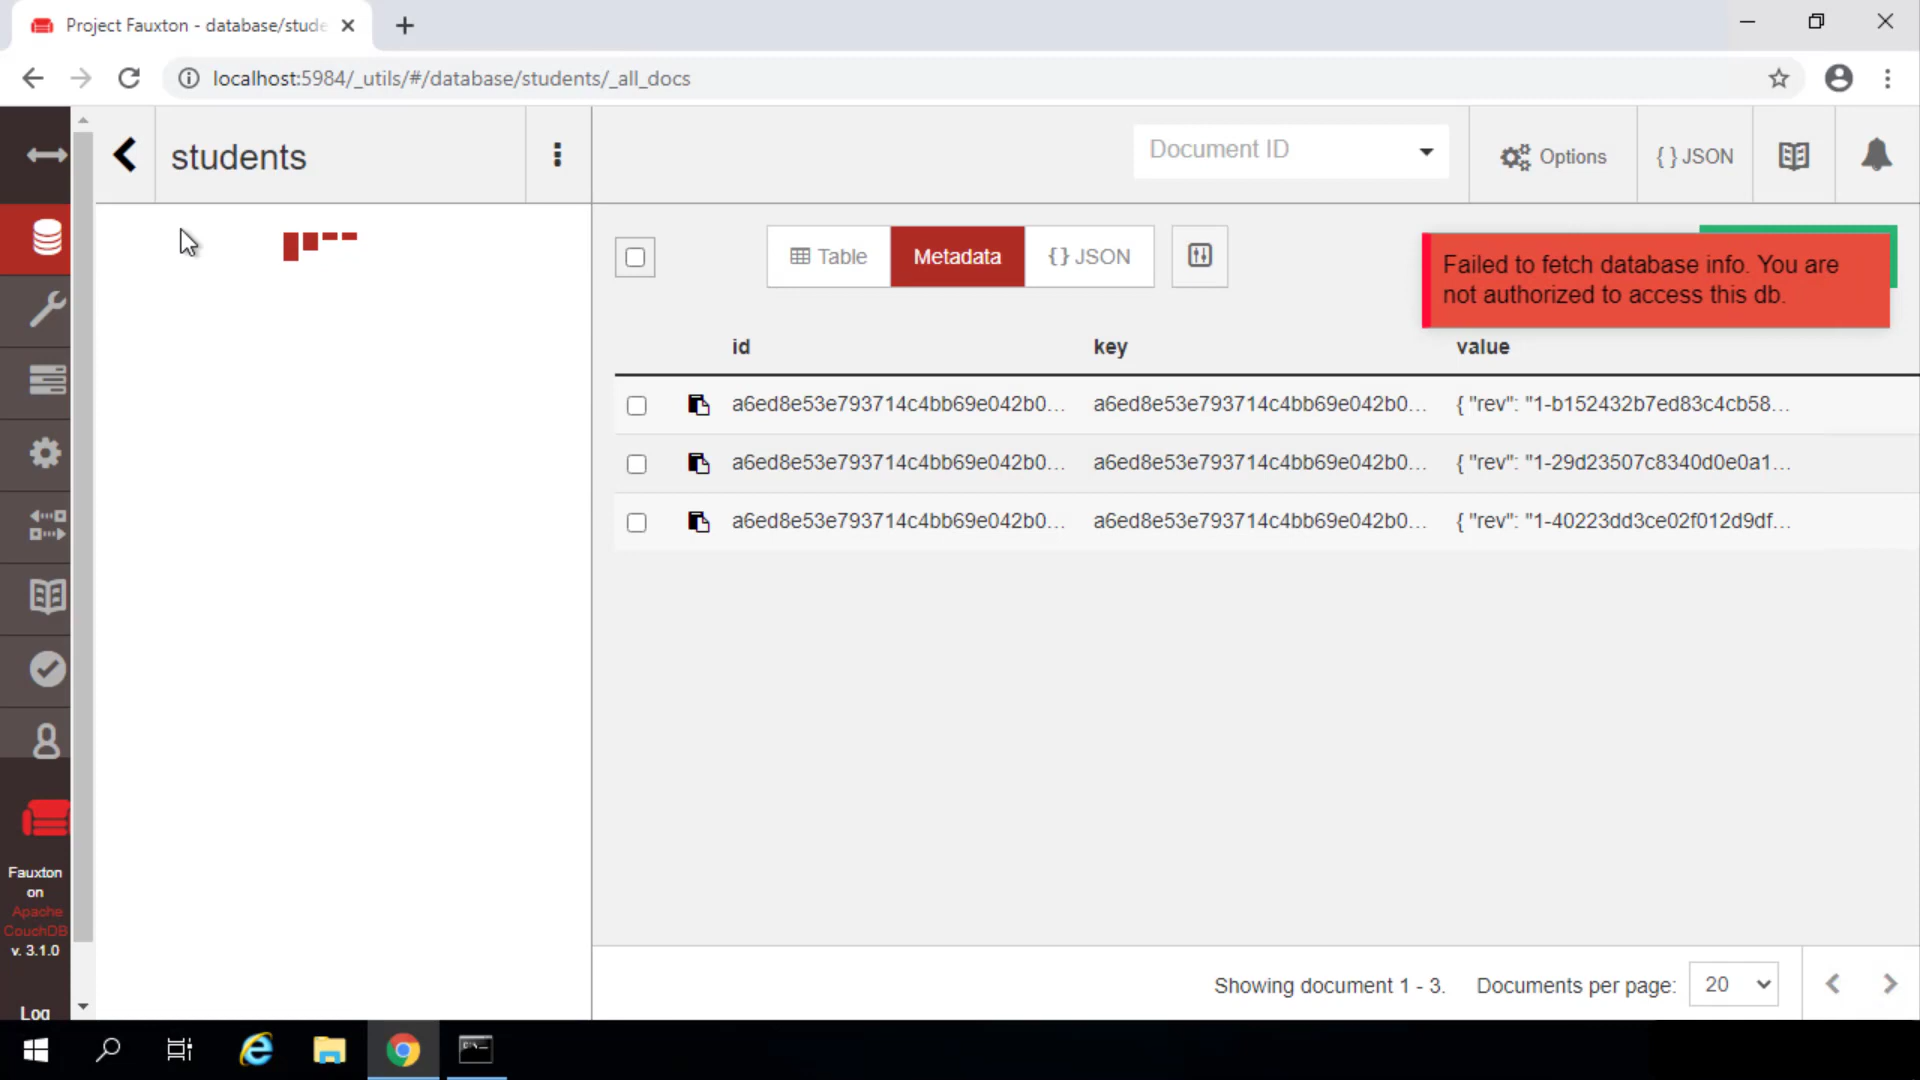 Project Fauxton - database/stude
localhost:5984/_utils/#/database/students/_all_docs
students
Document ID
Options
{ } JSON
Table
Metadata
{ } JSON
Failed to fetch database info. You are
not authorized to access this db.
id key value
a6ed8e53e793714c4bb69e042b0... a6ed8e53e793714c4bb69e042b0... { "rev": "1-b152432b7ed83c4cb58...
a6ed8e53e793714c4bb69e042b0... a6ed8e53e793714c4bb69e042b0... { "rev": "1-29d23507c8340d0e0a1...
a6ed8e53e793714c4bb69e042b0... a6ed8e53e793714c4bb69e042b0... { "rev": "1-40223dd3ce02f012d9df...
Fauxton
on
Apache
CouchDB
v. 3.1.0
Log
Showing document 1 - 3. Documents per page: 20